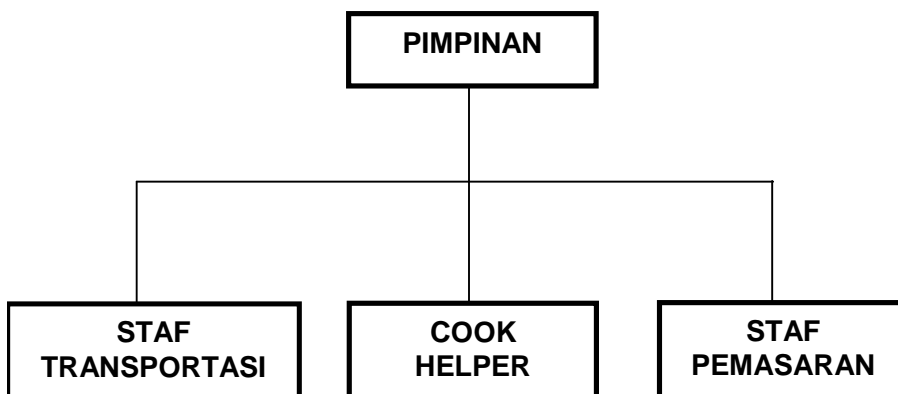 PIMPINAN
STAF
TRANSPORTASI
COOK
HELPER
STAF
PEMASARAN